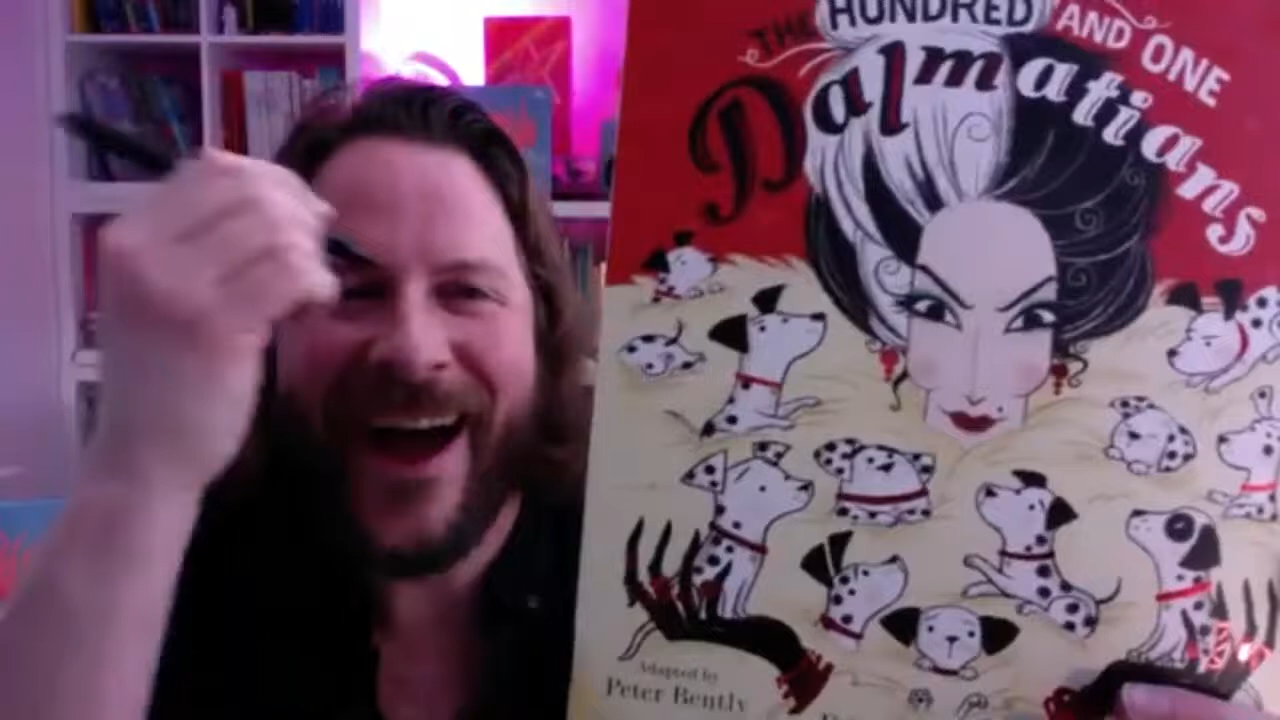 THE HUNDRED AND ONE
Dalmatians
Adapted by
Peter Bently